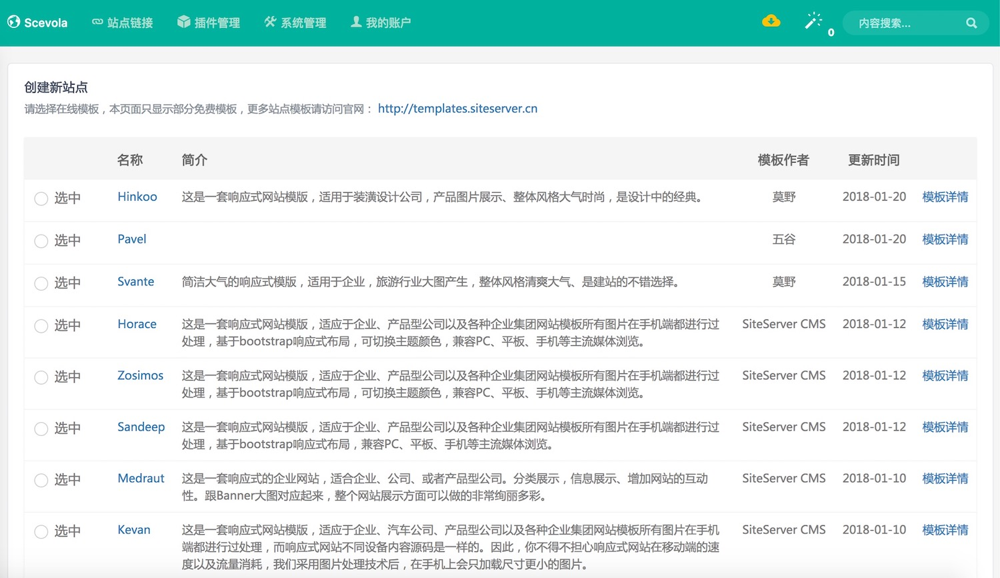 Scevola 站点链接 插件管理 系统管理 我的账户 0 内容搜索...
创建新站点
请选择在线模板，本页面只显示部分免费模板，更多站点模板请访问官网： http://templates.siteserver.cn
名称 简介 模板作者 更新时间
选中 Hinkoo 这是一套响应式网站模版，适用于装潢设计公司，产品图片展示、整体风格大气时尚，是设计中的经典。 莫野 2018-01-20 模板详情
选中 Pavel 五谷 2018-01-20 模板详情
选中 Svante 简洁大气的响应式模版，适用于企业，旅游行业大图产生，整体风格清爽大气、是建站的不错选择。 莫野 2018-01-15 模板详情
选中 Horace 这是一套响应式网站模版，适应于企业、产品型公司以及各种企业集团网站模板所有图片在手机端都进行过 SiteServer CMS 2018-01-12 模板详情
处理，基于bootstrap响应式布局，可切换主题颜色，兼容PC、平板、手机等主流媒体浏览。
选中 Zosimos 这是一套响应式网站模版，适应于企业、产品型公司以及各种企业集团网站模板所有图片在手机端都进行过 SiteServer CMS 2018-01-12 模板详情
处理，基于bootstrap响应式布局，可切换主题颜色，兼容PC、平板、手机等主流媒体浏览。
选中 Sandeep 这是一套响应式网站模版，适应于企业、产品型公司以及各种企业集团网站模板所有图片在手机端都进行过 SiteServer CMS 2018-01-12 模板详情
处理，基于bootstrap响应式布局，兼容PC、平板、手机等主流媒体浏览。
选中 Medraut 这是一套响应式的企业网站，适合企业、公司、或者产品型公司。分类展示，信息展示、增加网站的互动 SiteServer CMS 2018-01-10 模板详情
性。跟Banner大图对应起来，整个网站展示方面可以做的非常绚丽多彩。
选中 Kevan 这是一套响应式网站模版，适应于企业、汽车公司、产品型公司以及各种企业集团网站模板所有图片在手机 SiteServer CMS 2018-01-10 模板详情
端都进行过处理，而响应式网站不同设备内容源码是一样的。因此，你不得不担心响应式网站在移动端的速
度以及流量消耗，我们采用图片处理技术后，在手机上会只加载尺寸更小的图片。